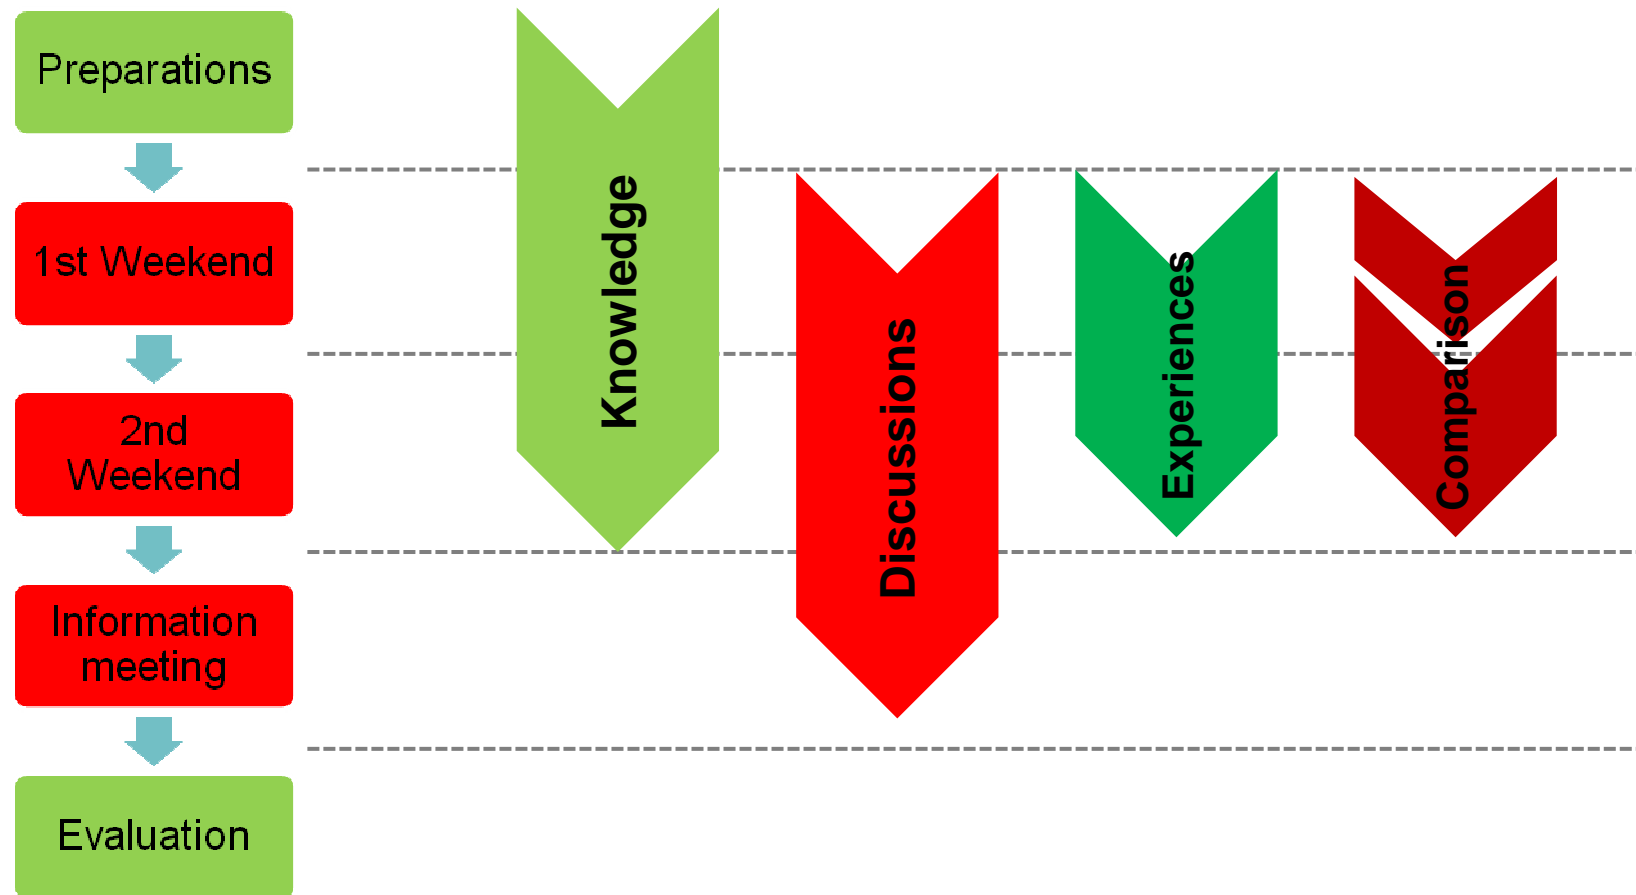 Preparations
1st Weekend
2nd
Weekend
Information
meeting
Evaluation
Knowledge
Discussions
Experiences
Comparison